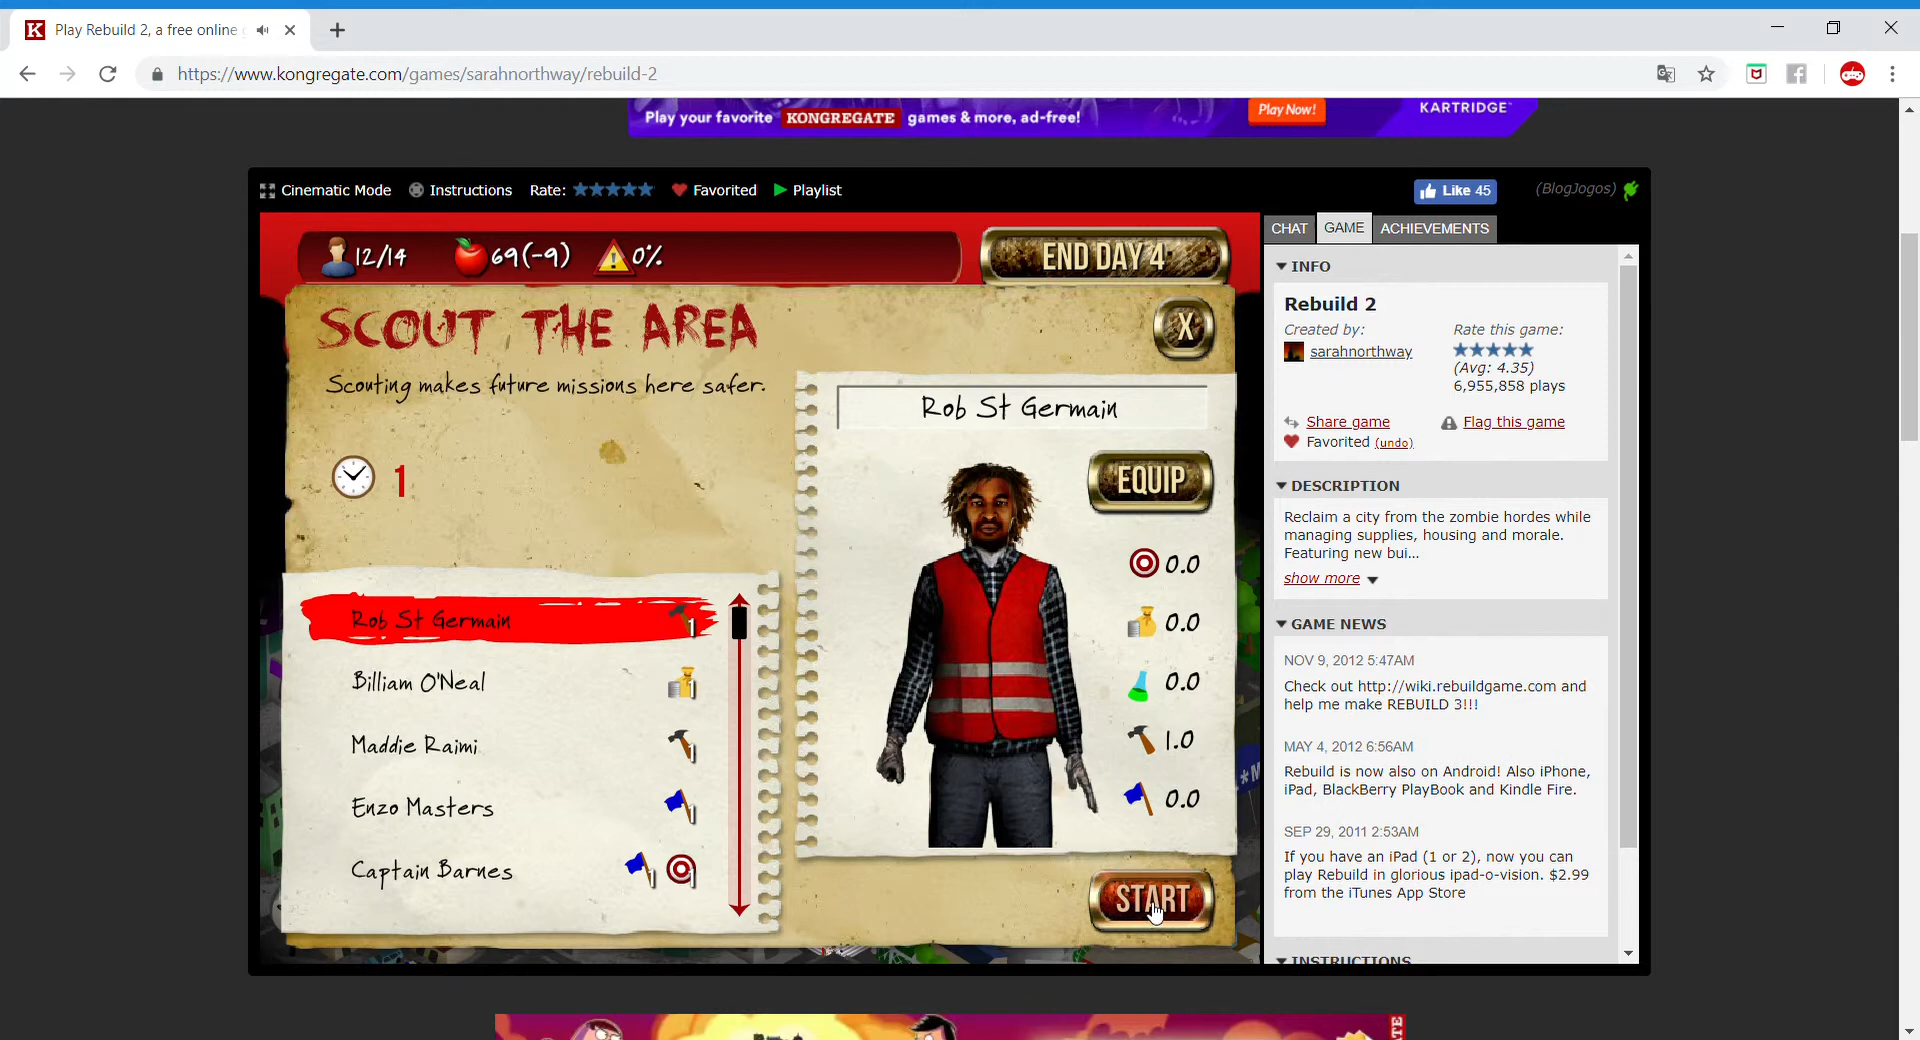 K Play Rebuild 2, a free online
https://www.kongregate.com/games/sarahnorthway/rebuild-2
Play your favorite KONGREGATE games & more, ad-free!
Play Now!
KARTRIDGE
Cinematic Mode
Instructions
Rate:
Favorited
Playlist
Like 45
(BlogJogos)
12/14
69(-9)
0%
END DAY 4
SCOUT THE AREA
X
Scouting makes future missions here safer.
1
Rob St Germain
EQUIP
0.0
0.0
0.0
1.0
0.0
Rob St Germain 1
Billiam O'Neal 1
Maddie Raimi 1
Enzo Masters 1
Captain Barnes 1 1
START
CHAT
GAME
ACHIEVEMENTS
INFO
Rebuild 2
Created by:
sarahnorthway
Rate this game:
(Avg: 4.35)
6,955,858 plays
Share game
Flag this game
Favorited (undo)
DESCRIPTION
Reclaim a city from the zombie hordes while
managing supplies, housing and morale.
Featuring new bui...
show more
GAME NEWS
NOV 9, 2012 5:47AM
Check out http://wiki.rebuildgame.com and
help me make REBUILD 3!!!
MAY 4, 2012 6:56AM
Rebuild is now also on Android! Also iPhone,
iPad, BlackBerry PlayBook and Kindle Fire.
SEP 29, 2011 2:53AM
If you have an iPad (1 or 2), now you can
play Rebuild in glorious ipad-o-vision. $2.99
from the iTunes App Store
INSTRUCTIONS